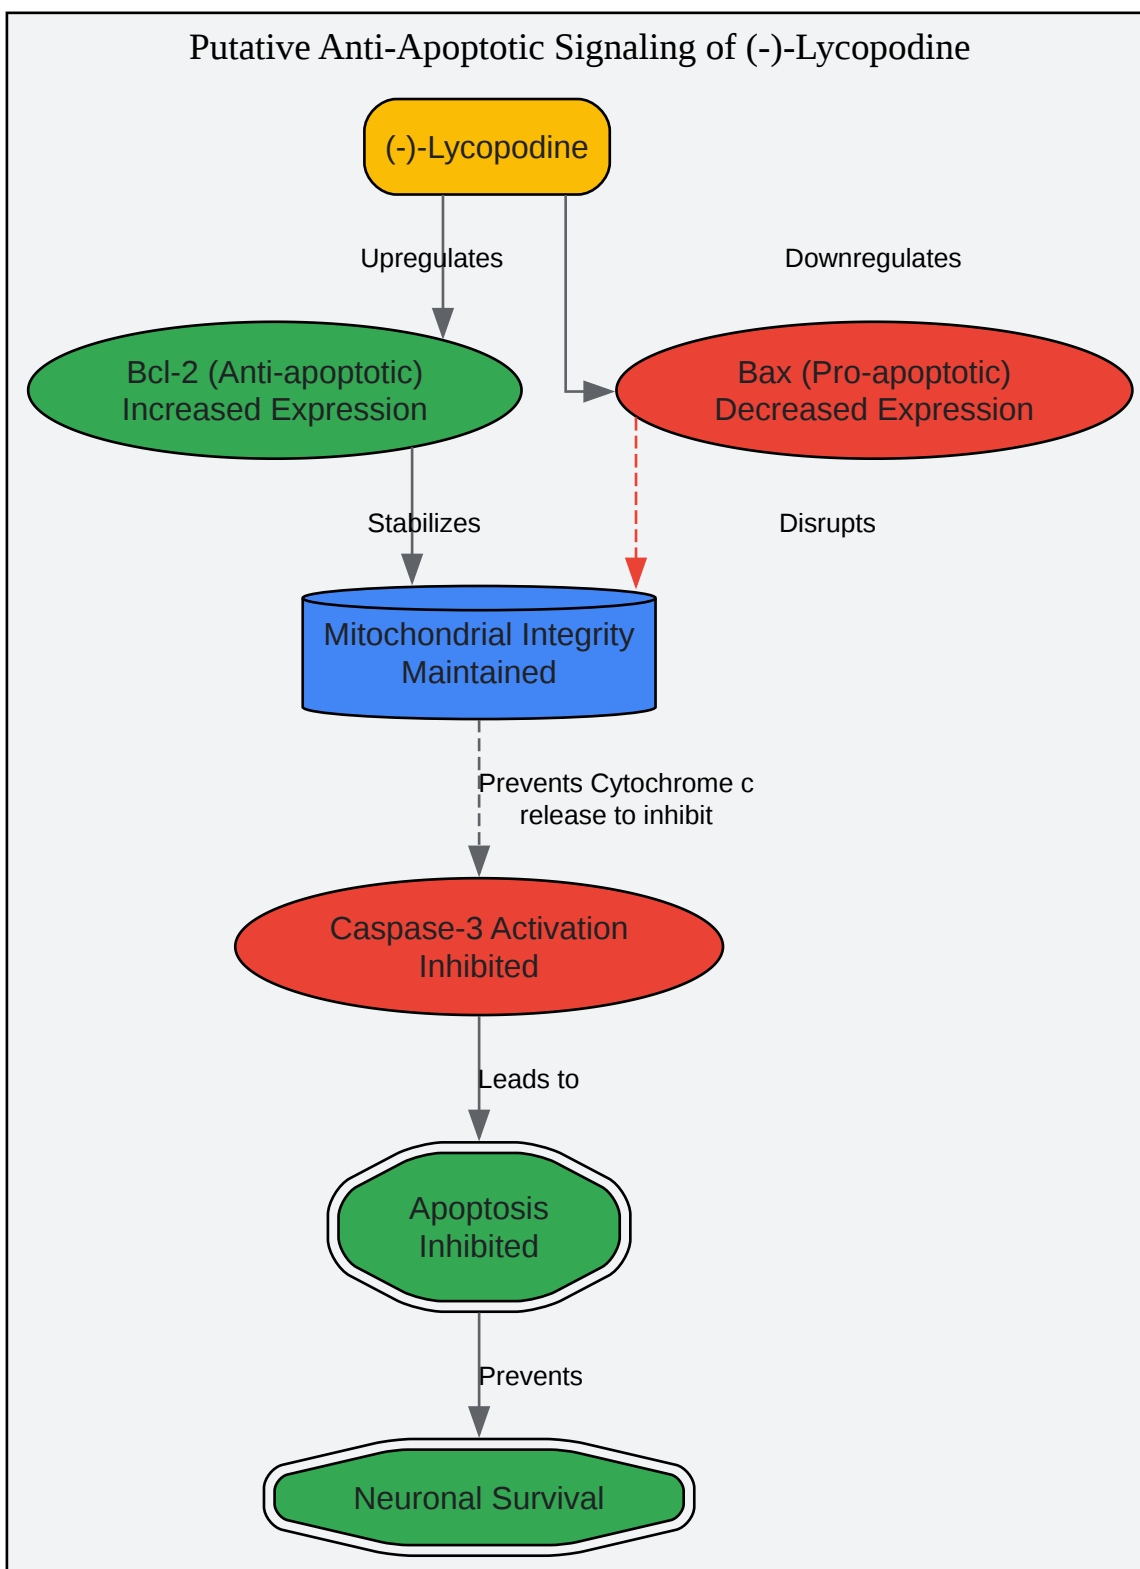 Putative Anti-Apoptotic Signaling of (-)-Lycopodine
(-)-Lycopodine
Upregulates
Downregulates
Bcl-2 (Anti-apoptotic)
Increased Expression
Bax (Pro-apoptotic)
Decreased Expression
Stabilizes
Disrupts
Mitochondrial Integrity
Maintained
Prevents Cytochrome c
release to inhibit
Caspase-3 Activation
Inhibited
Leads to
Apoptosis
Inhibited
Prevents
Neuronal Survival